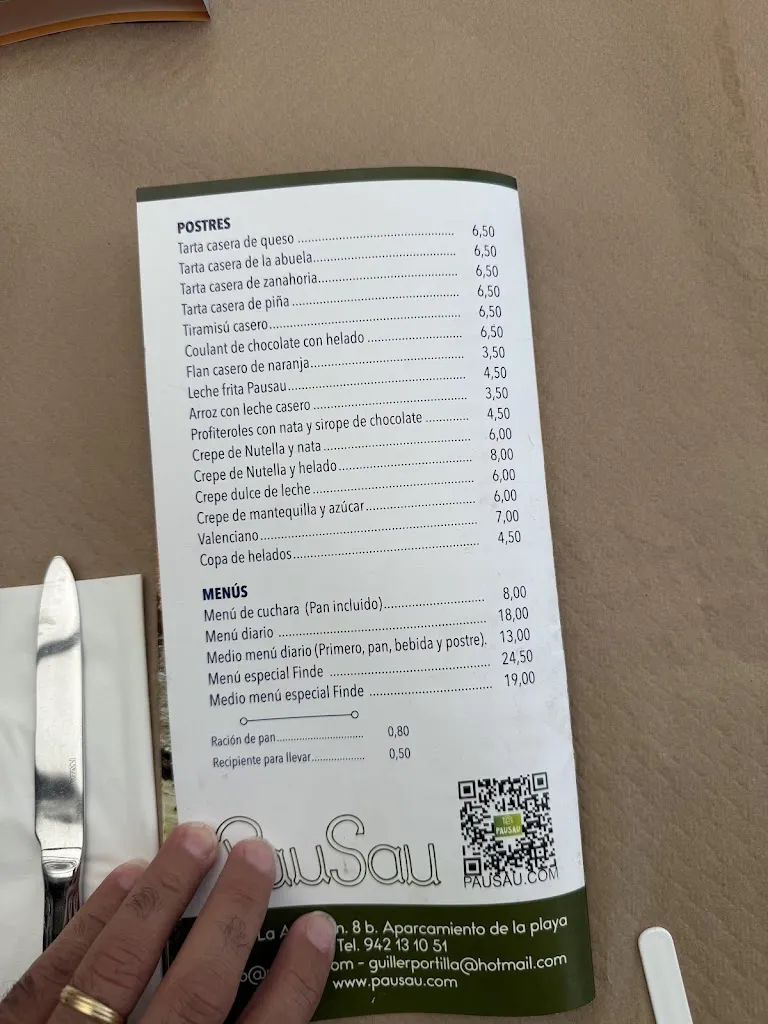 POSTRES
Tarta casera de queso ........ 6,50
Tarta casera de la abuela........ 6,50
Tarta casera de zanahoria........ 6,50
Tarta casera de piña ........ 6,50
Tiramisú casero........ 6,50
Coulant de chocolate con helado ........ 6,50
Flan casero de naranja........ 3,50
Leche frita Pausau........ 4,50
Arroz con leche casero ........ 3,50
Profiteroles con nata y sirope de chocolate ........ 4,50
Crepe de Nutella y nata ........ 6,00
Crepe de Nutella y helado........ 8,00
Crepe dulce de leche........ 6,00
Crepe de mantequilla y azúcar........ 6,00
Valenciano........ 7,00
Copa de helados........ 4,50
MENÚS
Menú de cuchara (Pan incluido)........ 8,00
Menú diario ........ 18,00
Medio menú diario (Primero, pan, bebida y postre). 13,00
Menú especial Finde ........ 24,50
Medio menú especial Finde ........ 19,00
Ración de pan........ 0,80
Recipiente para llevar........ 0,50
PAUSAU
PauSau
PAUSAU.COM
La n. 8 b. Aparcamiento de la playa
Tel. 942 13 10 51
om - guillerportilla@hotmail.com
www.pausau.com